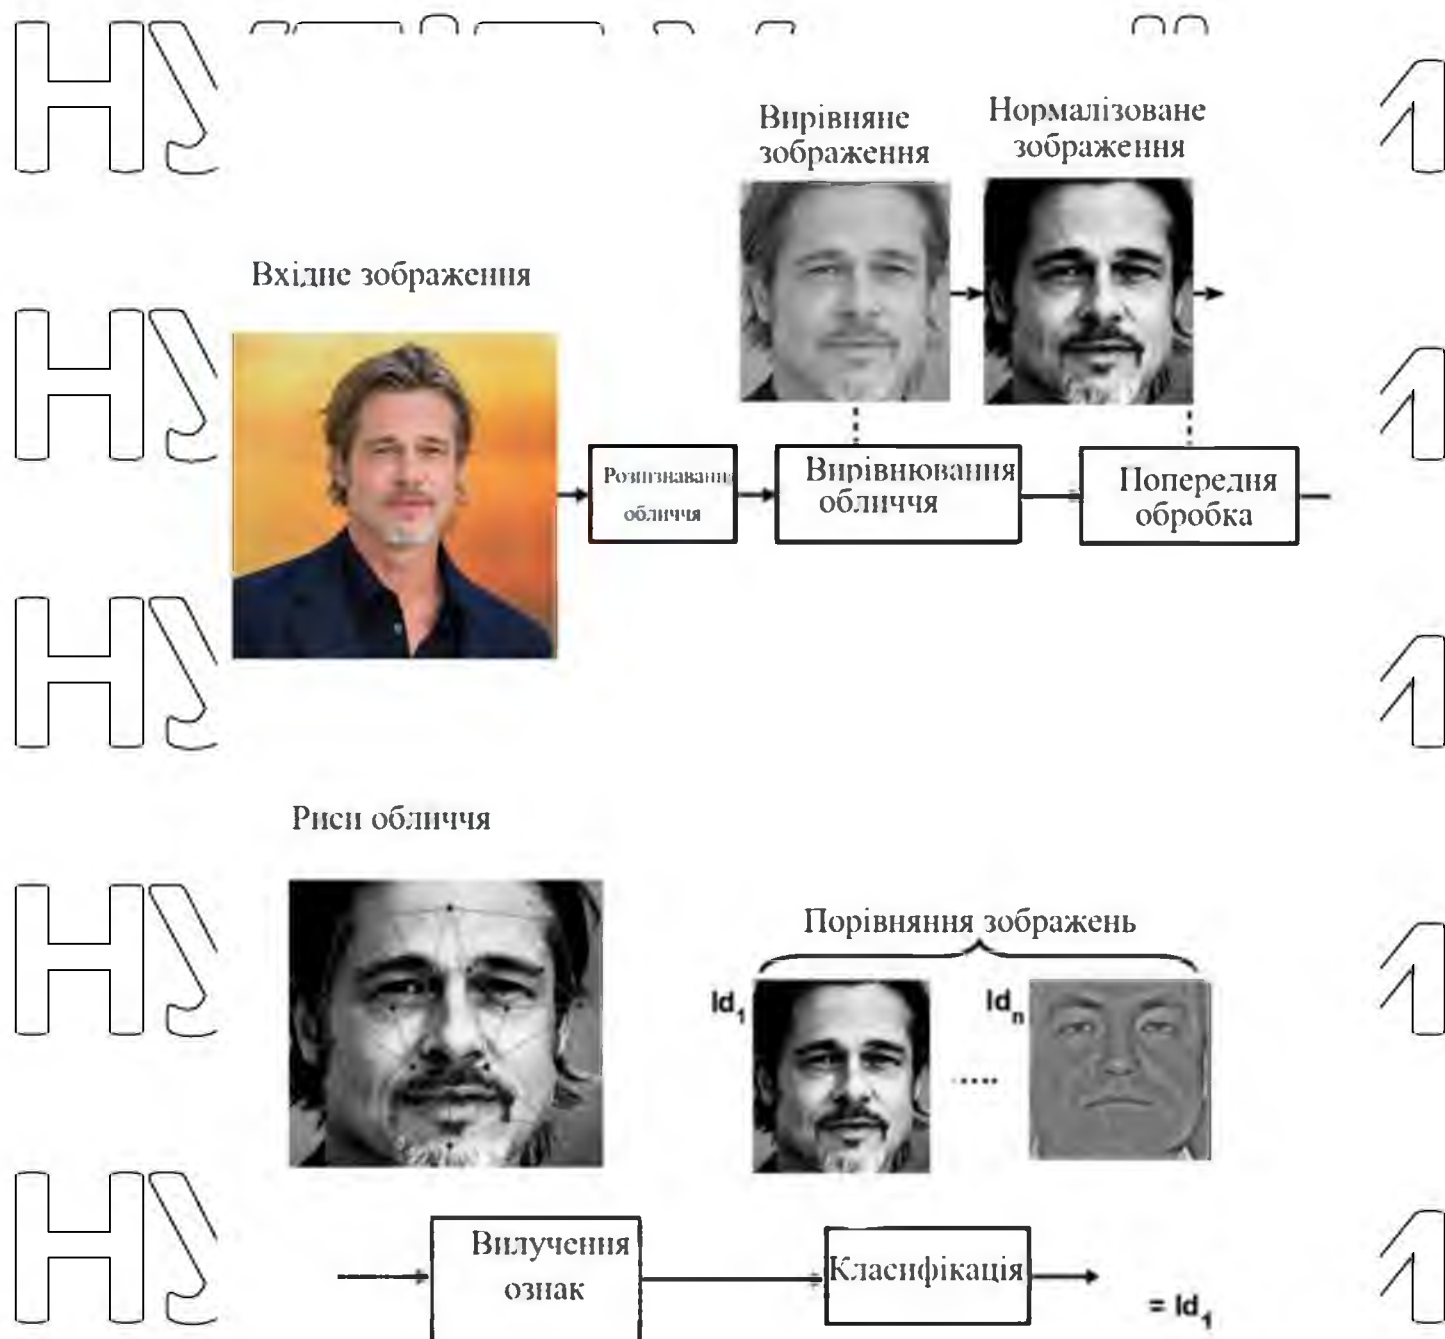 Вирівняне
зображення
Нормалізоване
зображення
Вхідне зображення
обличчя
Вирівнювання
обличчя
Попередня
обробка
Риси обличчя
Порівняння зображень
Id₁
Idₙ
.....
Вилучення
ознак
Класифікація
= Id₁